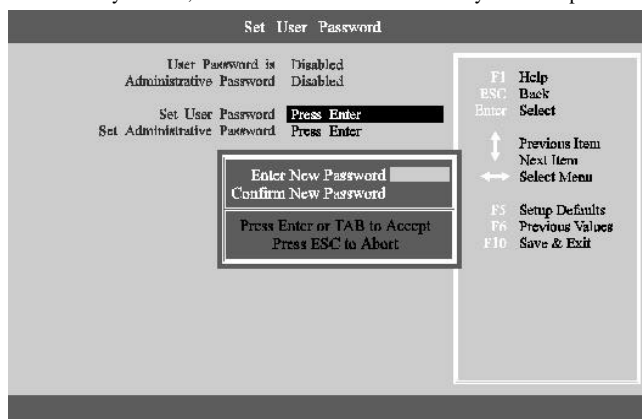 Set User Password
User Password is Disabled
Administrative Password Disabled
Set User Password Press Enter
Set Administrative Password Press Enter
Enter New Password
Confirm New Password
Press Enter or TAB to Accept
Press ESC to Abort
F1 Help
ESC Back
Enter Select
Previous Item
Next Item
Select Menu
F5 Setup Defaults
F6 Previous Values
F10 Save & Exit